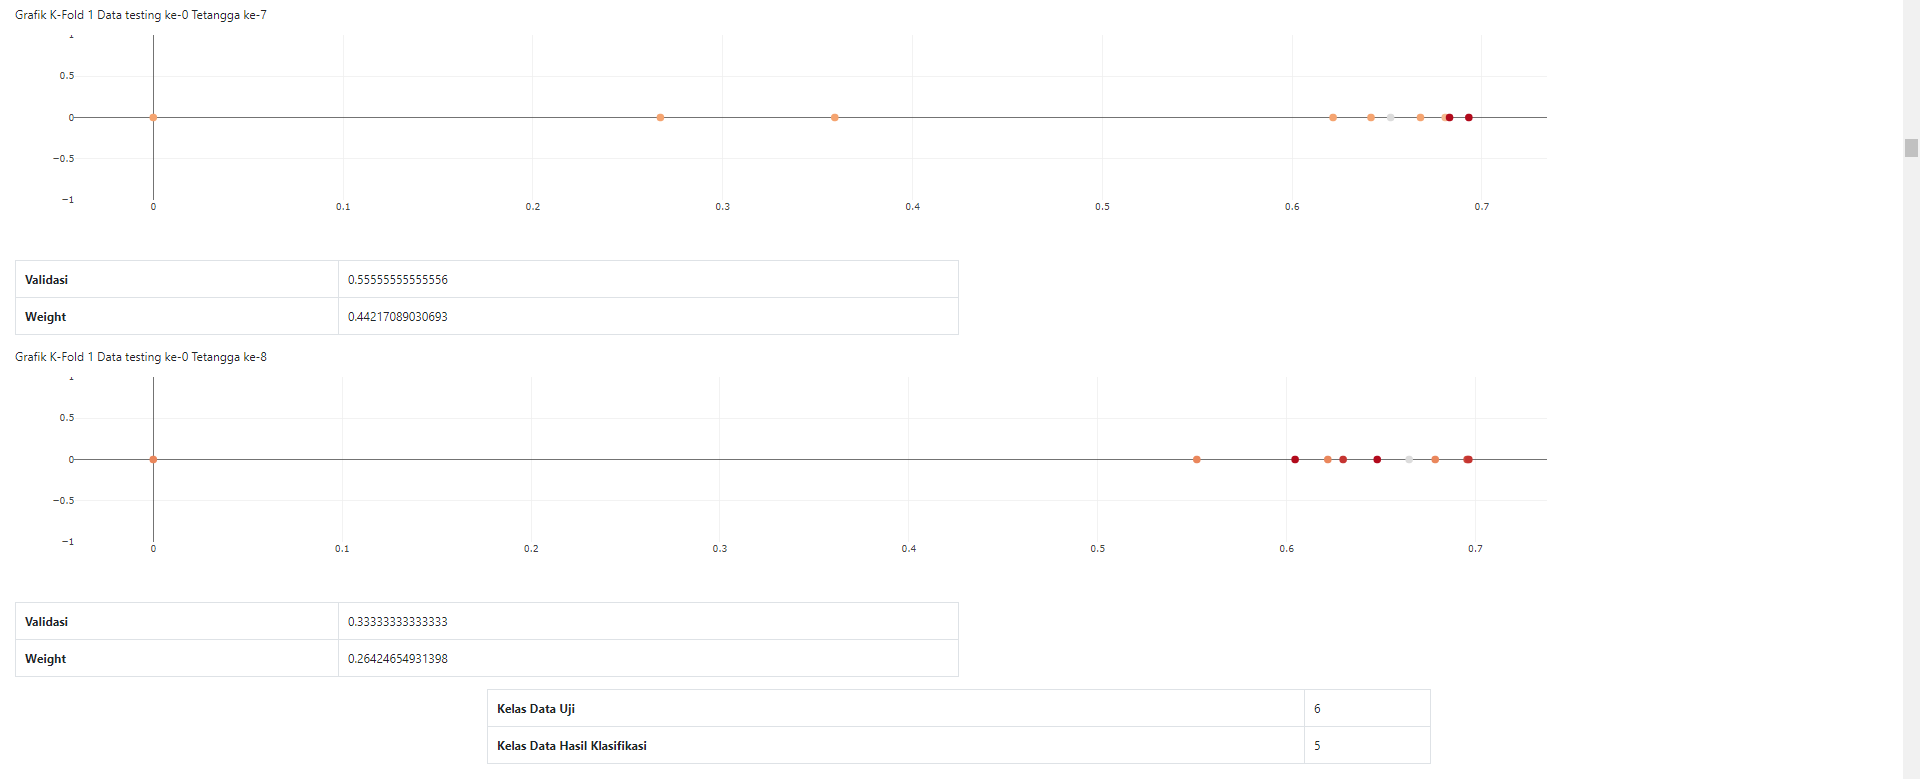 Grafik K-Fold 1 Data testing ke-0 Tetangga ke-7
1
0.5
0
−0.5
−1
0 0.1 0.2 0.3 0.4 0.5 0.6 0.7
Validasi 0.55555555555556
Weight 0.44217089030693
Grafik K-Fold 1 Data testing ke-0 Tetangga ke-8
1
0.5
0
−0.5
−1
0 0.1 0.2 0.3 0.4 0.5 0.6 0.7
Validasi 0.33333333333333
Weight 0.26424654931398
Kelas Data Uji 6
Kelas Data Hasil Klasifikasi 5